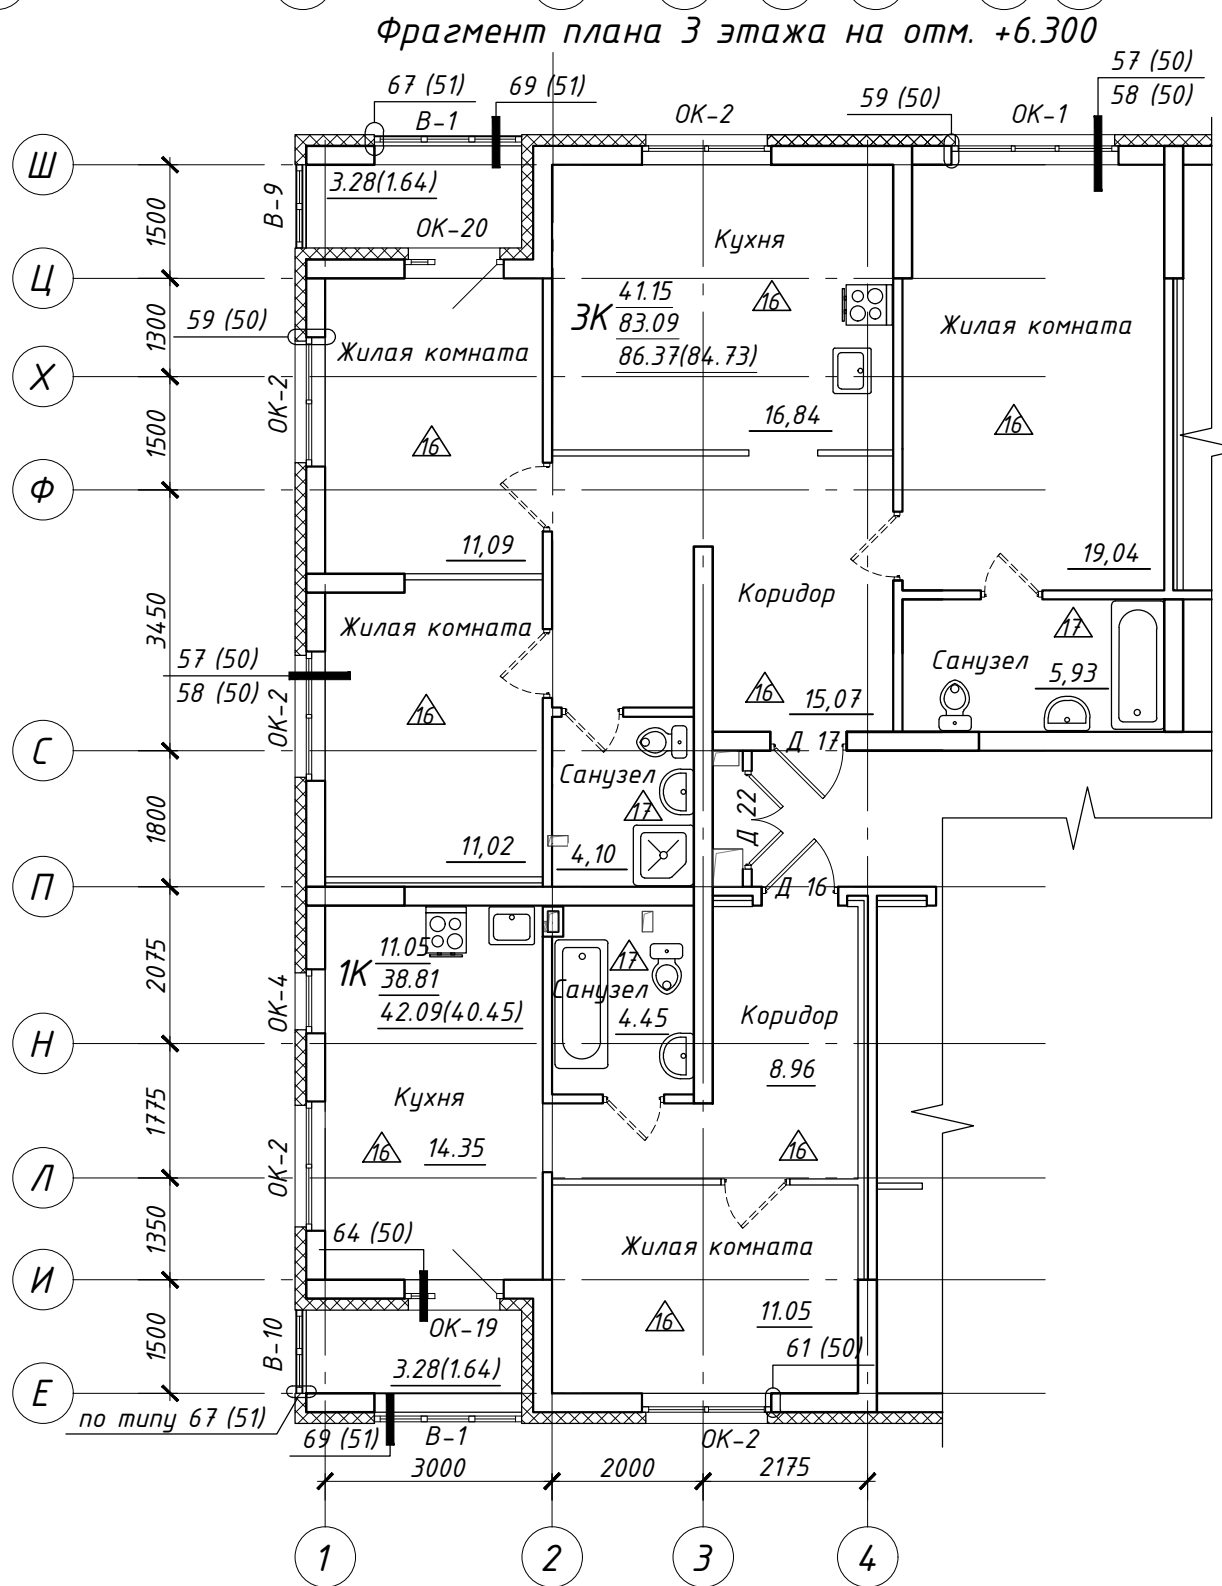 Фрагмент плана 3 этажа на отм. +6.300
67 (51)
69 (51)
57 (50)
58 (50)
59 (50)
В-1
ОК-2
ОК-1
Ш
3.28(1.64)
В-9
1500
ОК-20
Кухня
Ц
41.15
16
3К
83.09
59 (50)
1300
86.37(84.73)
Жилая комната
Жилая комната
Х
ОК-2
1500
16
16,84
16
Ф
11,09
19,04
3450
Коридор
Жилая комната
17
57 (50)
58 (50)
Санузел
5,93
16
16
15,07
ОК-2
С
Д 17
Санузел
1800
17
Д 22
11,02
4,10
П
Д 16
2075
11.05
1К
38.81
42.09(40.45)
17
Санузел
4.45
ОК-4
Коридор
Н
8.96
1775
Кухня
16
14.35
16
ОК-2
Л
1350
64 (50)
Жилая комната
И
16
11.05
1500
ОК-19
В-10
61 (50)
3.28(1.64)
Е
по типу 67 (51)
69 (51)
В-1
ОК-2
3000
2000
2175
1
2
3
4